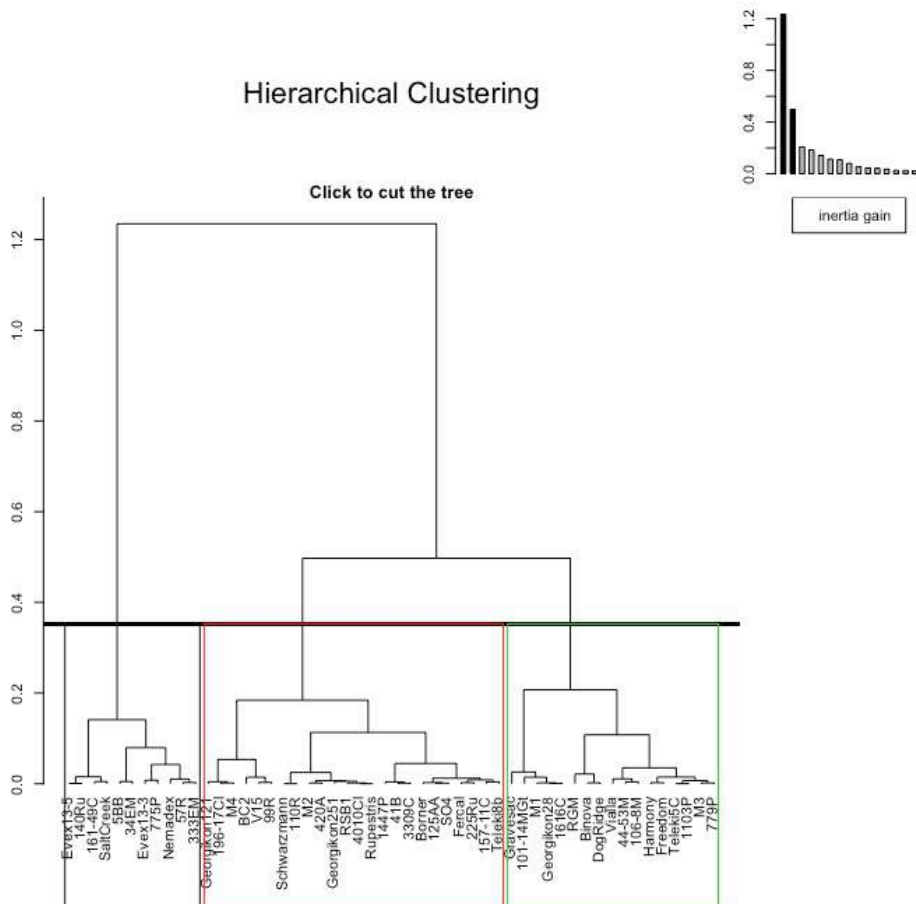 1.2
0.4
0.0
inertia gain
Hierarchical Clustering
Click to cut the tree
1.2
1.0
0.8
0.6
0.4
0.2
0.0
Evex13-5
140Ru
161-49C
SaltCreek
5BB
34EM
Evex13-3
775P
Nemadex
57R
333EM
Georgikon121
196-17Cl
M4
BC2
V15
99R
Schwarzmann
110R
M2
420A
Georgikon251
RSB1
4010Cl
Rupestris
1447P
41B
3309C
Borner
125AA
SO4
Fercal
225Ru
157-11C
Teleki8b
Gravesac
101-14MGt
M1
Georgikon28
1616C
RGM
Binova
DogRidge
Vialla
44-53M
106-8M
Harmony
Freedom
Teleki5C
1103P
M3
779P